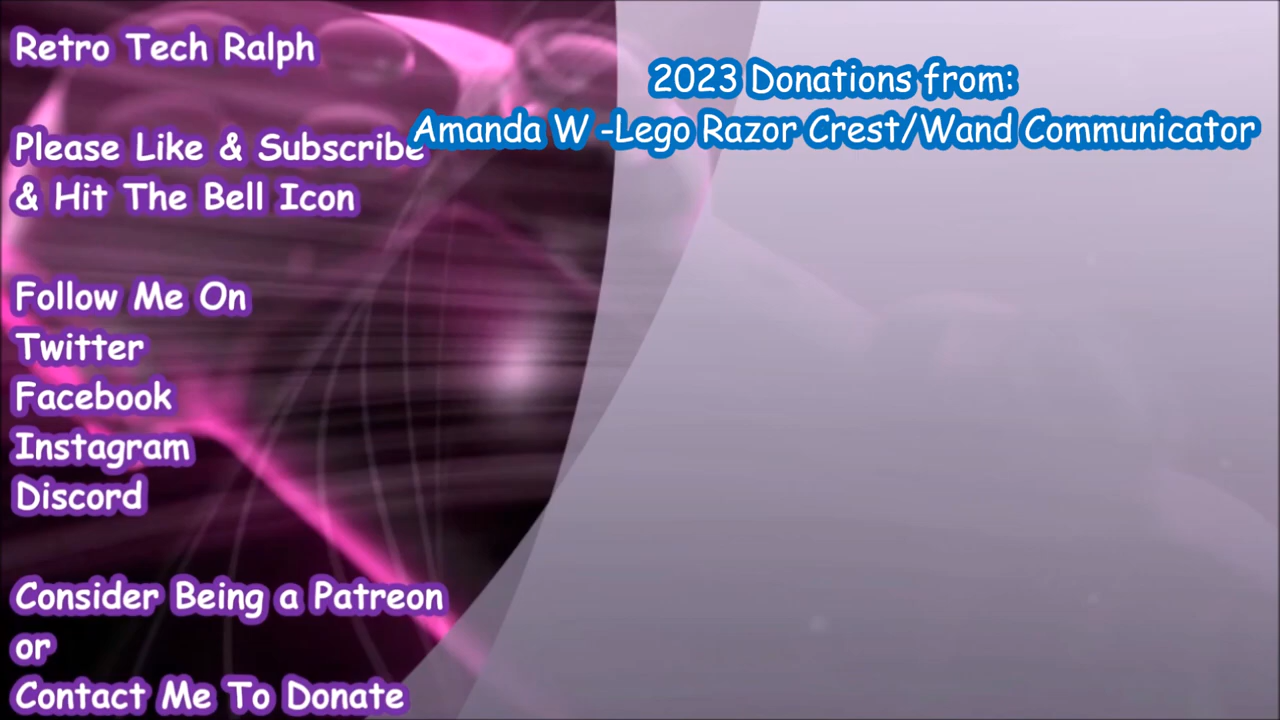 Retro Tech Ralph
Please Like & Subscribe
& Hit The Bell Icon
Follow Me On
Twitter
Facebook
Instagram
Discord
Consider Being a Patreon
or
Contact Me To Donate
2023 Donations from:
Amanda W -Lego Razor Crest/Wand Communicator